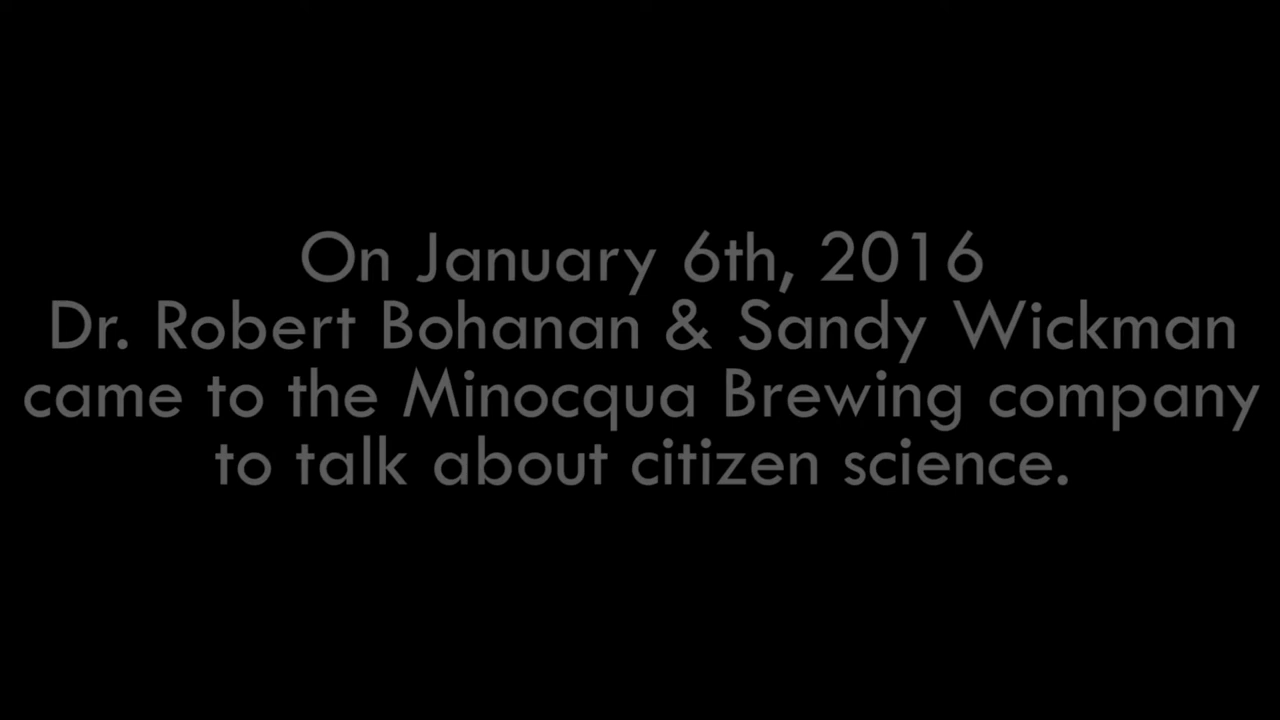 On January 6th, 2016
Dr. Robert Bohanan & Sandy Wickman
came to the Minocqua Brewing company
to talk about citizen science.